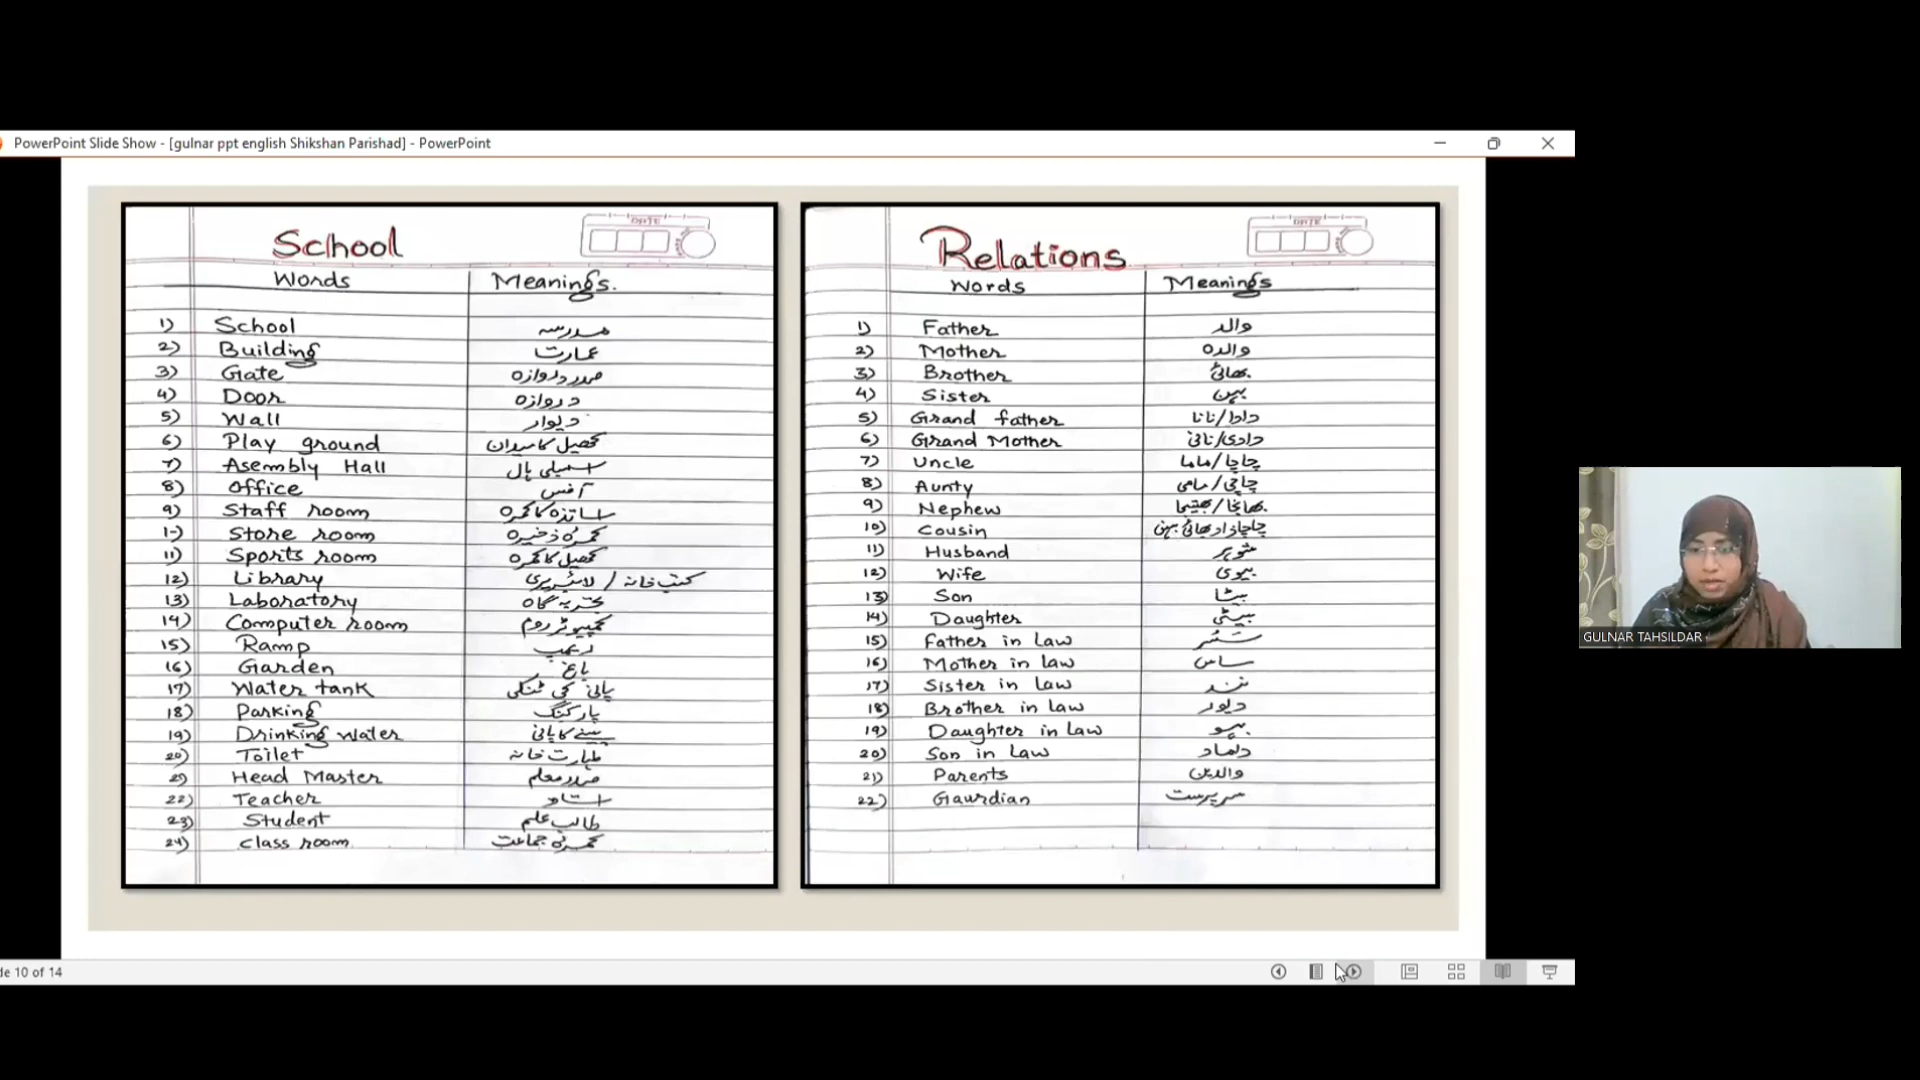 PowerPoint Slide Show - [gulnar ppt english Shikshan Parishad] - PowerPoint
DATE
School
Words Meanings.
1) School مدرسہ
2) Building عمارت
3) Gate صدر دروازہ
4) Door دروازہ
5) Wall دیوار
6) Play ground کھیل کا میدان
7) Asembly Hall اسمبلی ہال
8) Office آفس
9) Staff room اساتذہ کا کمرہ
10) Store room کمرۂ ذخیرہ
11) Sports room کھیل کا کمرہ
12) Library کتب خانہ / لائبریری
13) Laboratory تجربہ گاہ
14) Computer room کمپیوٹر روم
15) Ramp ریمپ
16) Garden باغ
17) Water tank پانی کی ٹنکی
18) Parking پارکنگ
19) Drinking water پینے کا پانی
20) Toilet طہارت خانہ
21) Head Master صدر معلم
22) Teacher استاد
23) Student طالب علم
24) Class room کمرۂ جماعت
DATE
Relations
Words Meanings
1) Father والد
2) Mother والدہ
3) Brother بھائی
4) Sister بہن
5) Grand father دادا/نانا
6) Grand Mother دادی/نانی
7) Uncle چاچا/ماما
8) Aunty چاچی/مامی
9) Nephew بھانجا/بھتیجا
10) Cousin چاچازاد بھائی بہن
11) Husband شوہر
12) Wife بیوی
13) Son بیٹا
14) Daughter بیٹی
15) Father in law سسر
16) Mother in law ساس
17) Sister in law نند
18) Brother in law دیور
19) Daughter in law بہو
20) Son in law داماد
21) Parents والدین
22) Gaurdian سرپرست
GULNAR TAHSILDAR
de 10 of 14